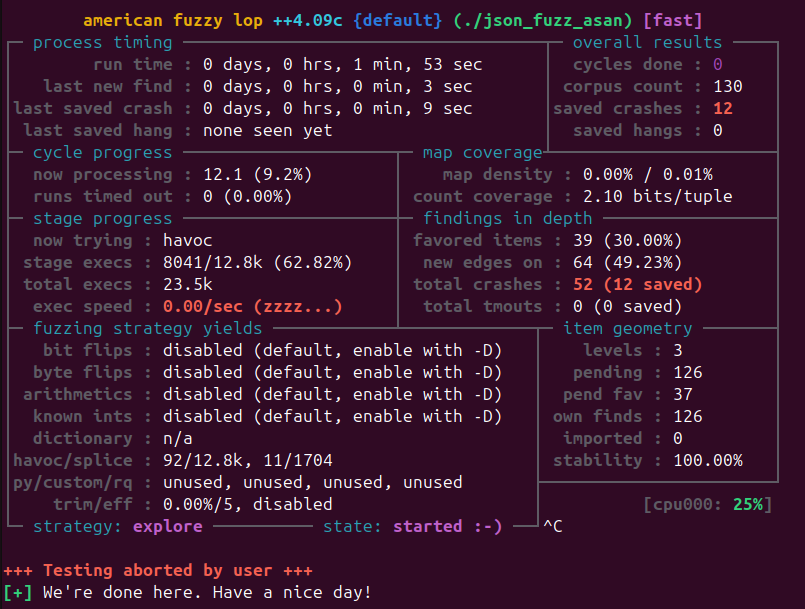 american fuzzy lop ++4.09c {default} (./json_fuzz_asan) [fast]
process timing overall results
run time : 0 days, 0 hrs, 1 min, 53 sec cycles done : 0
last new find : 0 days, 0 hrs, 0 min, 3 sec corpus count : 130
last saved crash : 0 days, 0 hrs, 0 min, 9 sec saved crashes : 12
last saved hang : none seen yet saved hangs : 0
cycle progress map coverage
now processing : 12.1 (9.2%) map density : 0.00% / 0.01%
runs timed out : 0 (0.00%) count coverage : 2.10 bits/tuple
stage progress findings in depth
now trying : havoc favored items : 39 (30.00%)
stage execs : 8041/12.8k (62.82%) new edges on : 64 (49.23%)
total execs : 23.5k total crashes : 52 (12 saved)
exec speed : 0.00/sec (zzzz...) total tmouts : 0 (0 saved)
fuzzing strategy yields item geometry
bit flips : disabled (default, enable with -D) levels : 3
byte flips : disabled (default, enable with -D) pending : 126
arithmetics : disabled (default, enable with -D) pend fav : 37
known ints : disabled (default, enable with -D) own finds : 126
dictionary : n/a imported : 0
havoc/splice : 92/12.8k, 11/1704 stability : 100.00%
py/custom/rq : unused, unused, unused, unused
trim/eff : 0.00%/5, disabled [cpu000: 25%]
strategy: explore state: started :-) ^C
+++ Testing aborted by user +++
[+] We're done here. Have a nice day!